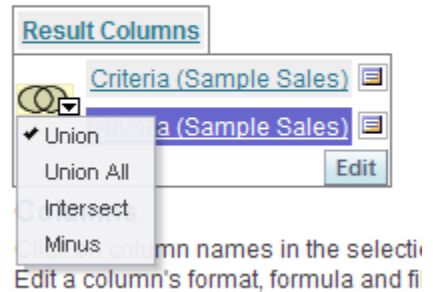 Result Columns
Criteria (Sample Sales)
a (Sample Sales)
Union
Union All
Intersect
Minus
Edit
column names in the selecti
Edit a column's format, formula and fi